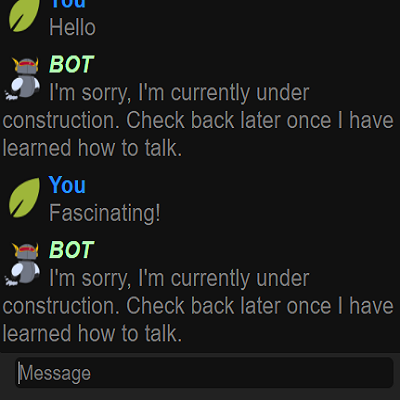 You
Hello
BOT
I'm sorry, I'm currently under
construction. Check back later once I have
learned how to talk.
You
Fascinating!
BOT
I'm sorry, I'm currently under
construction. Check back later once I have
learned how to talk.
Message